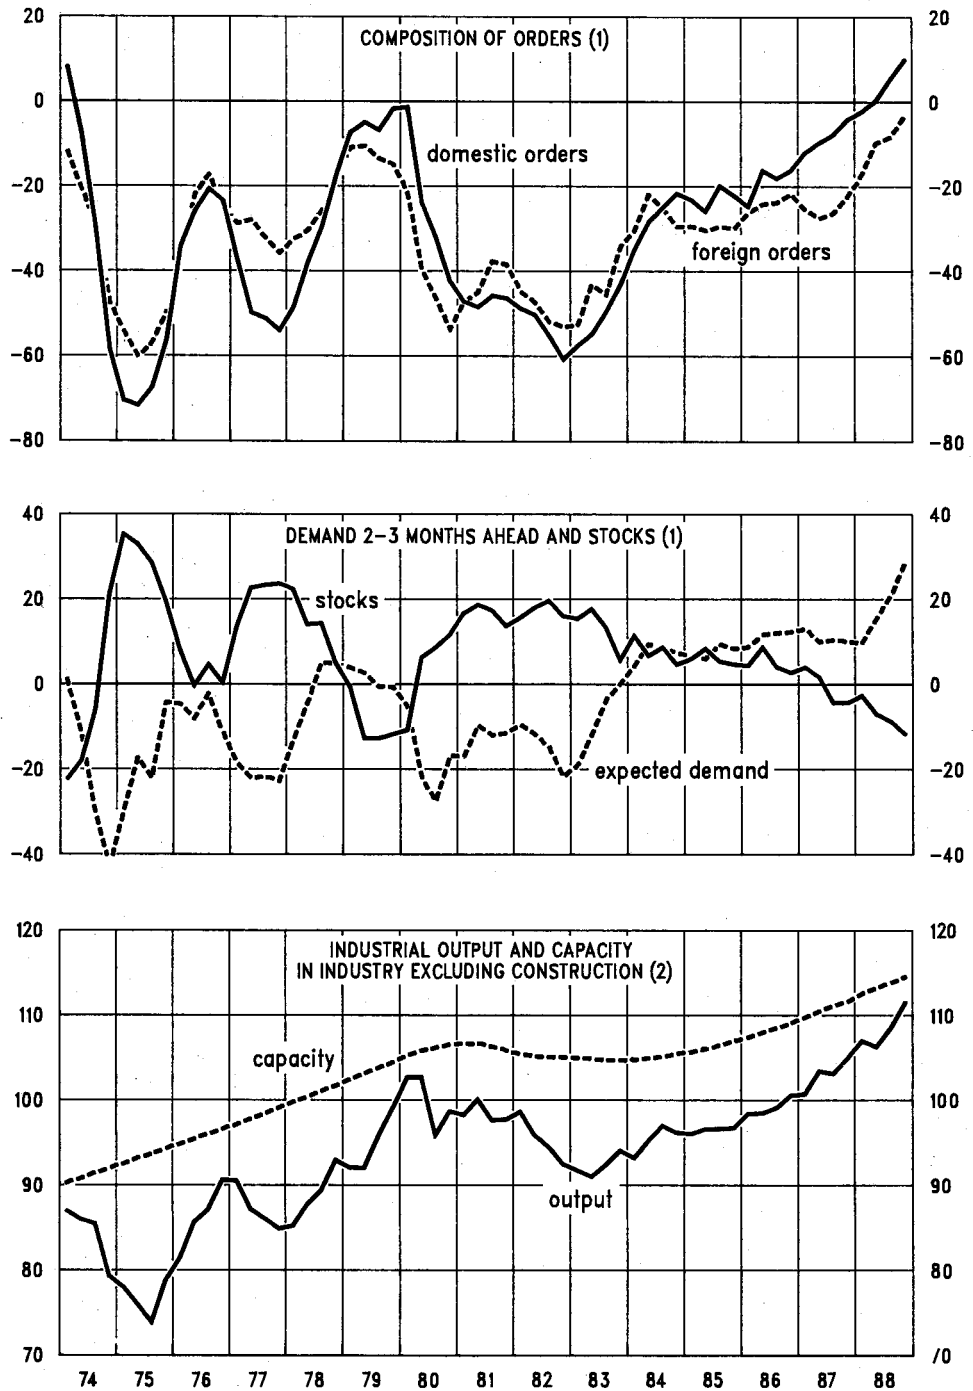 20 20
COMPOSITION OF ORDERS (1)
0 0
domestic orders
-20 -20
foreign orders
-40 -40
-60 -60
-80 -80
40 40
DEMAND 2-3 MONTHS AHEAD AND STOCKS (1)
20 20
stocks
0 0
-20 -20
expected demand
-40 -40
120 120
INDUSTRIAL OUTPUT AND CAPACITY
IN INDUSTRY EXCLUDING CONSTRUCTION (2)
110 110
capacity
100 100
90 90
output
80 80
70 70
74 75 76 77 78 79 80 81 82 83 84 85 86 87 88